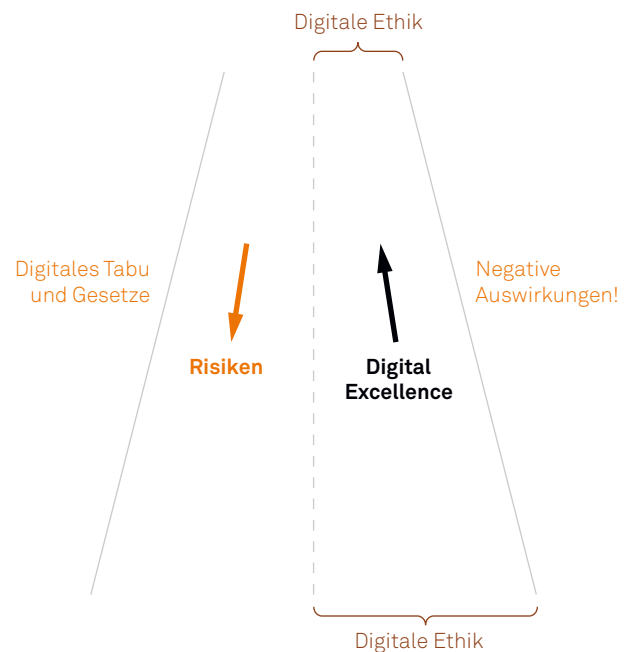 Digitale Ethik
Digitales Tabu
und Gesetze
Negative
Auswirkungen!
Risiken
Digital
Excellence
Digitale Ethik